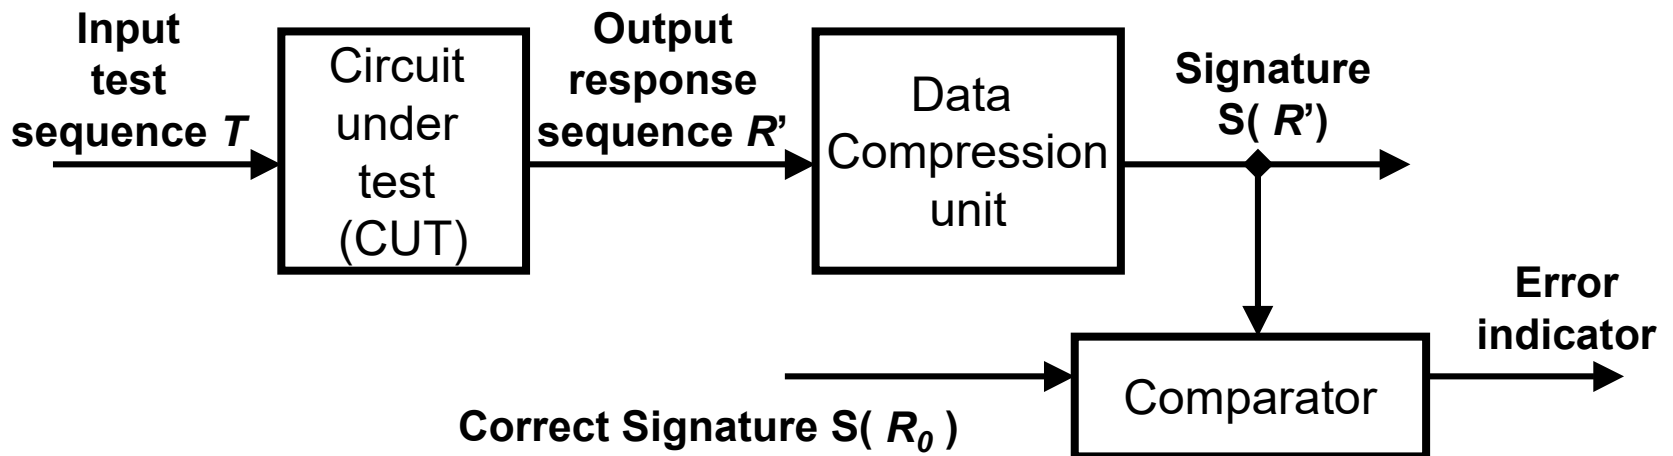 Input
test
sequence T
Circuit
under
test
(CUT)
Output
response
sequence R’
Data
Compression
unit
Signature
S( R’)
Error
indicator
Correct Signature S( R0 )
Comparator